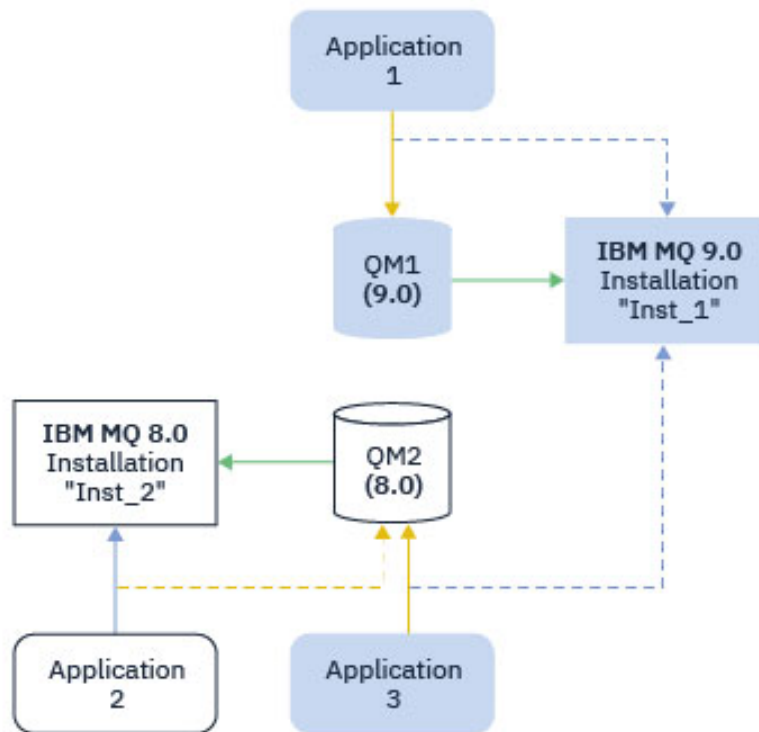 Application
1
QM1
(9.0)
IBM MQ 9.0
Installation
"Inst_1"
IBM MQ 8.0
Installation
"Inst_2"
QM2
(8.0)
Application
2
Application
3